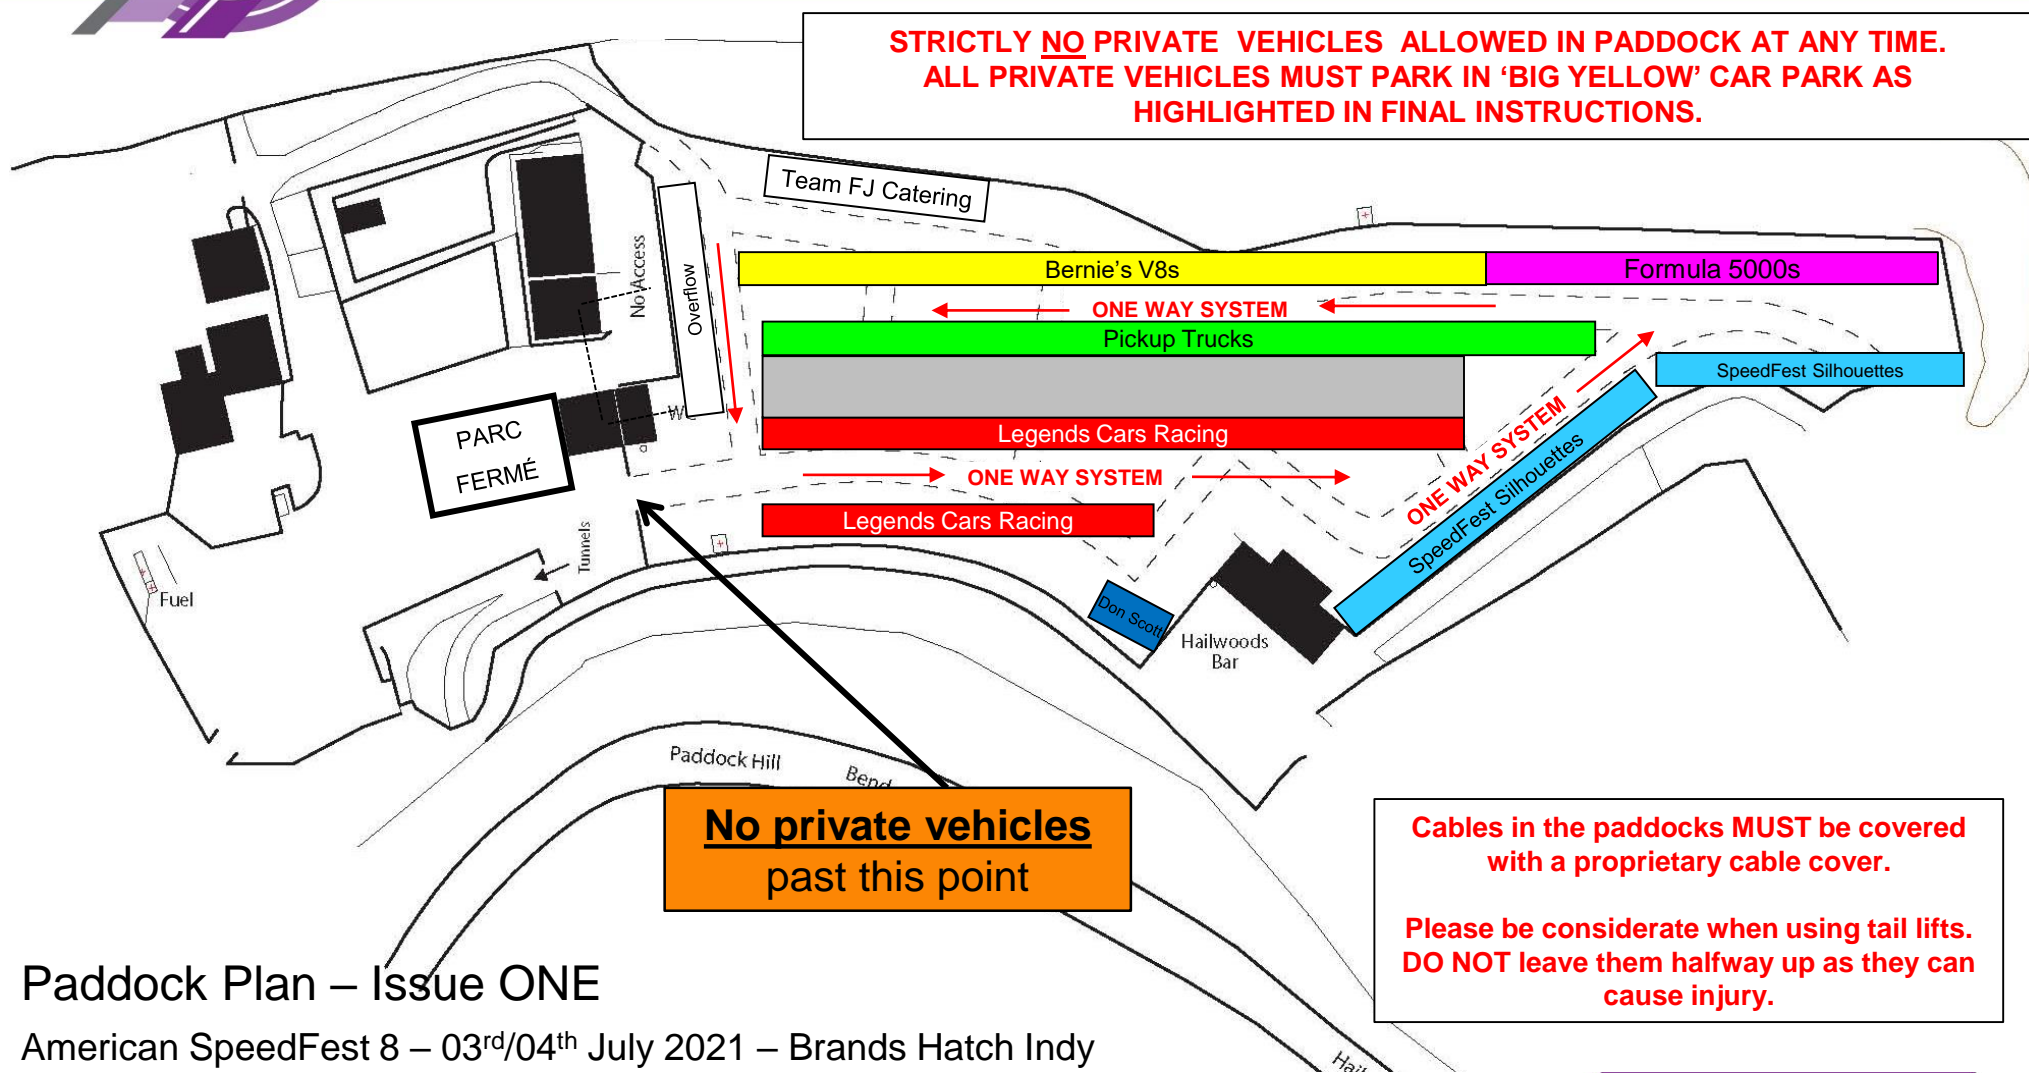 STRICTLY NO PRIVATE VEHICLES ALLOWED IN PADDOCK AT ANY TIME.
ALL PRIVATE VEHICLES MUST PARK IN ‘BIG YELLOW’ CAR PARK AS
HIGHLIGHTED IN FINAL INSTRUCTIONS.
Team FJ Catering
No Access
Overflow
Bernie’s V8s
Formula 5000s
ONE WAY SYSTEM
Pickup Trucks
SpeedFest Silhouettes
Legends Cars Racing
ONE WAY SYSTEM
ONE WAY SYSTEM
SpeedFest Silhouettes
PARC
FERMÉ
Legends Cars Racing
Tunnels
Fuel
Don Scott
Hailwoods
Bar
Paddock Hill
Bend
No private vehicles
past this point
Cables in the paddocks MUST be covered
with a proprietary cable cover.
Please be considerate when using tail lifts.
DO NOT leave them halfway up as they can
cause injury.
Paddock Plan – Issue ONE
American SpeedFest 8 – 03rd/04th July 2021 – Brands Hatch Indy